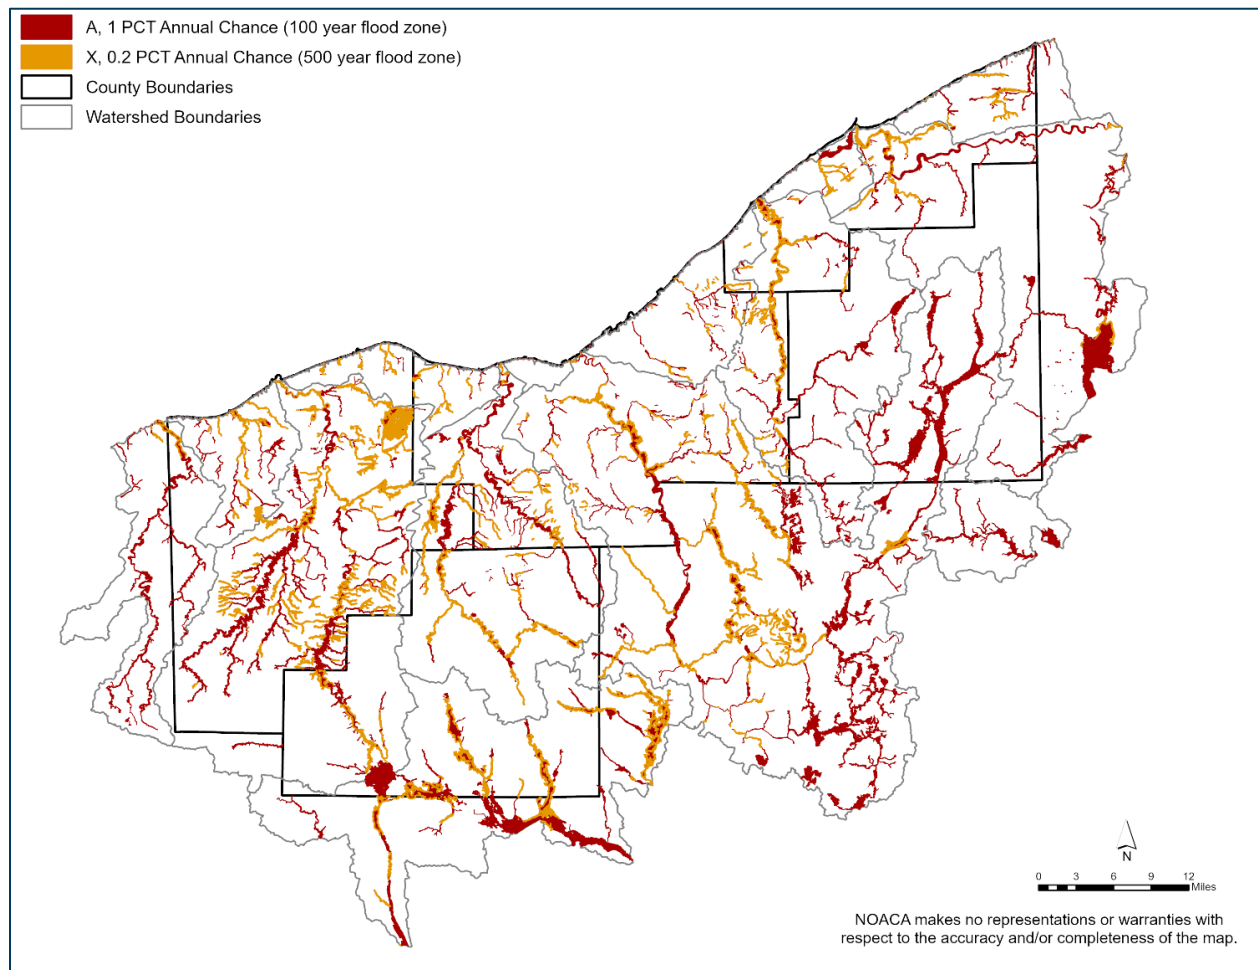 A, 1 PCT Annual Chance (100 year flood zone)
X, 0.2 PCT Annual Chance (500 year flood zone)
County Boundaries
Watershed Boundaries
N
0 3 6 9 12
Miles
NOACA makes no representations or warranties with
respect to the accuracy and/or completeness of the map.